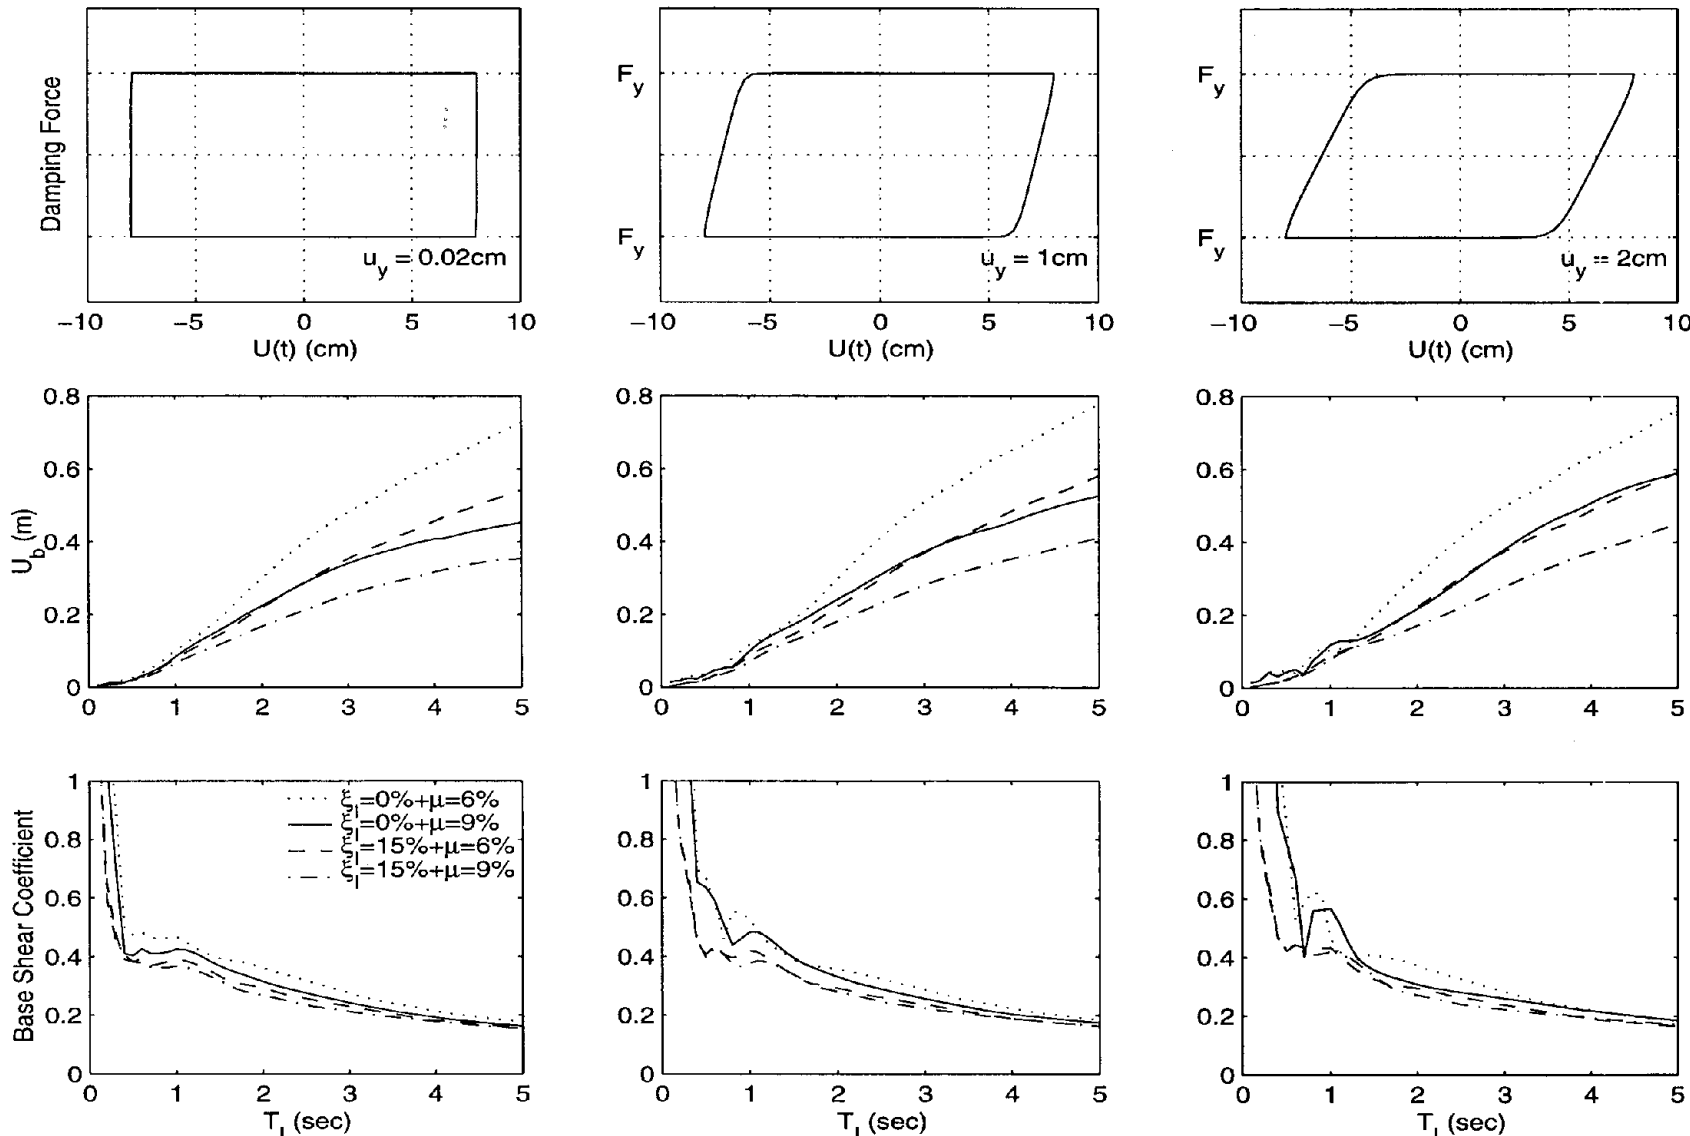 Damping Force
u_y = 0.02cm
−10 −5 0 5 10
U(t) (cm)
F_y
F_y
u_y = 1cm
−10 −5 0 5 10
U(t) (cm)
F_y
F_y
u_y = 2cm
−10 −5 0 5 10
U(t) (cm)
U_b (m)
0.8
0.6
0.4
0.2
0
0 1 2 3 4 5
0.8
0.6
0.4
0.2
0
0 1 2 3 4 5
0.8
0.6
0.4
0.2
0
0 1 2 3 4 5
Base Shear Coefficient
1
0.8
0.6
0.4
0.2
0
ξ_I=0%+μ=6%
ξ_I=0%+μ=9%
ξ_I=15%+μ=6%
ξ_I=15%+μ=9%
0 1 2 3 4 5
T_I (sec)
1
0.8
0.6
0.4
0.2
0
0 1 2 3 4 5
T_I (sec)
1
0.8
0.6
0.4
0.2
0
0 1 2 3 4 5
T_I (sec)